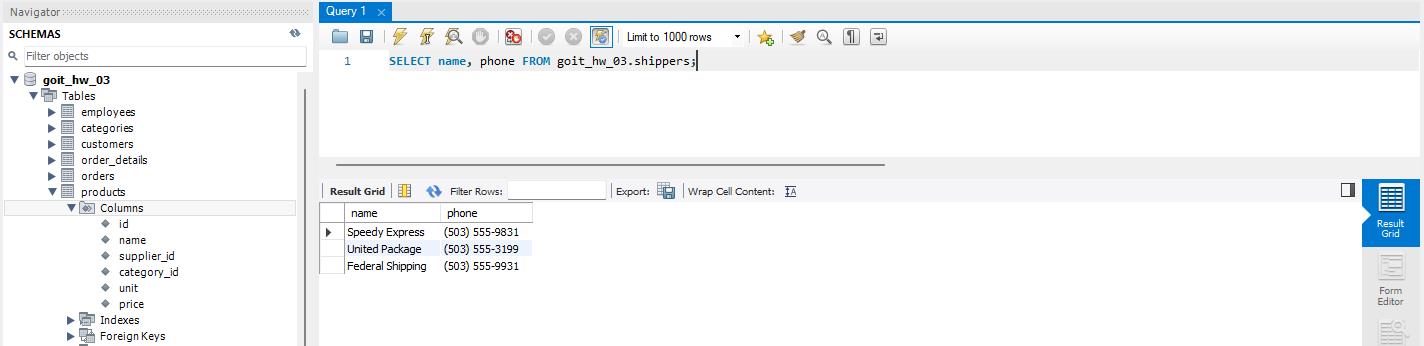 Navigator
SCHEMAS
Filter objects
goit_hw_03
Tables
employees
categories
customers
order_details
orders
products
Columns
id
name
supplier_id
category_id
unit
price
Indexes
Foreign Keys
Query 1
Limit to 1000 rows
1 SELECT name, phone FROM goit_hw_03.shippers;
Result Grid Filter Rows: Export: Wrap Cell Content:
name phone
Speedy Express (503) 555-9831
United Package (503) 555-3199
Federal Shipping (503) 555-9931
Result
Grid
Form
Editor